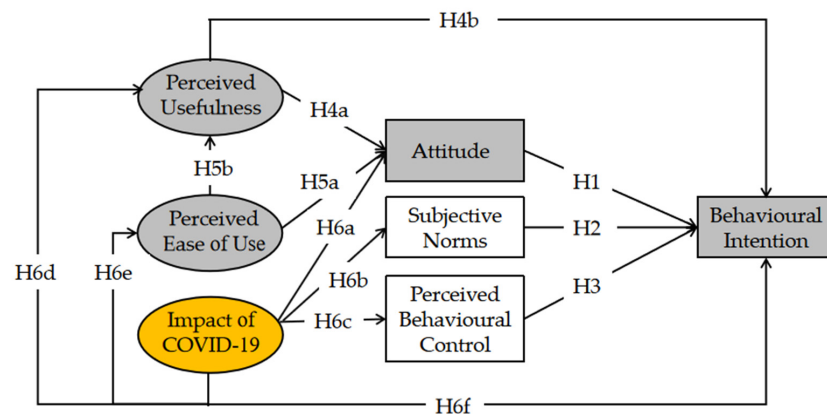 H4b
Perceived
Usefulness
H4a
Attitude
H5b
H5a
H1
Perceived
Ease of Use
H6a
Subjective
Norms
H2
Behavioural
Intention
H6d
H6e
H6b
H3
Impact of
COVID-19
H6c
Perceived
Behavioural
Control
H6f